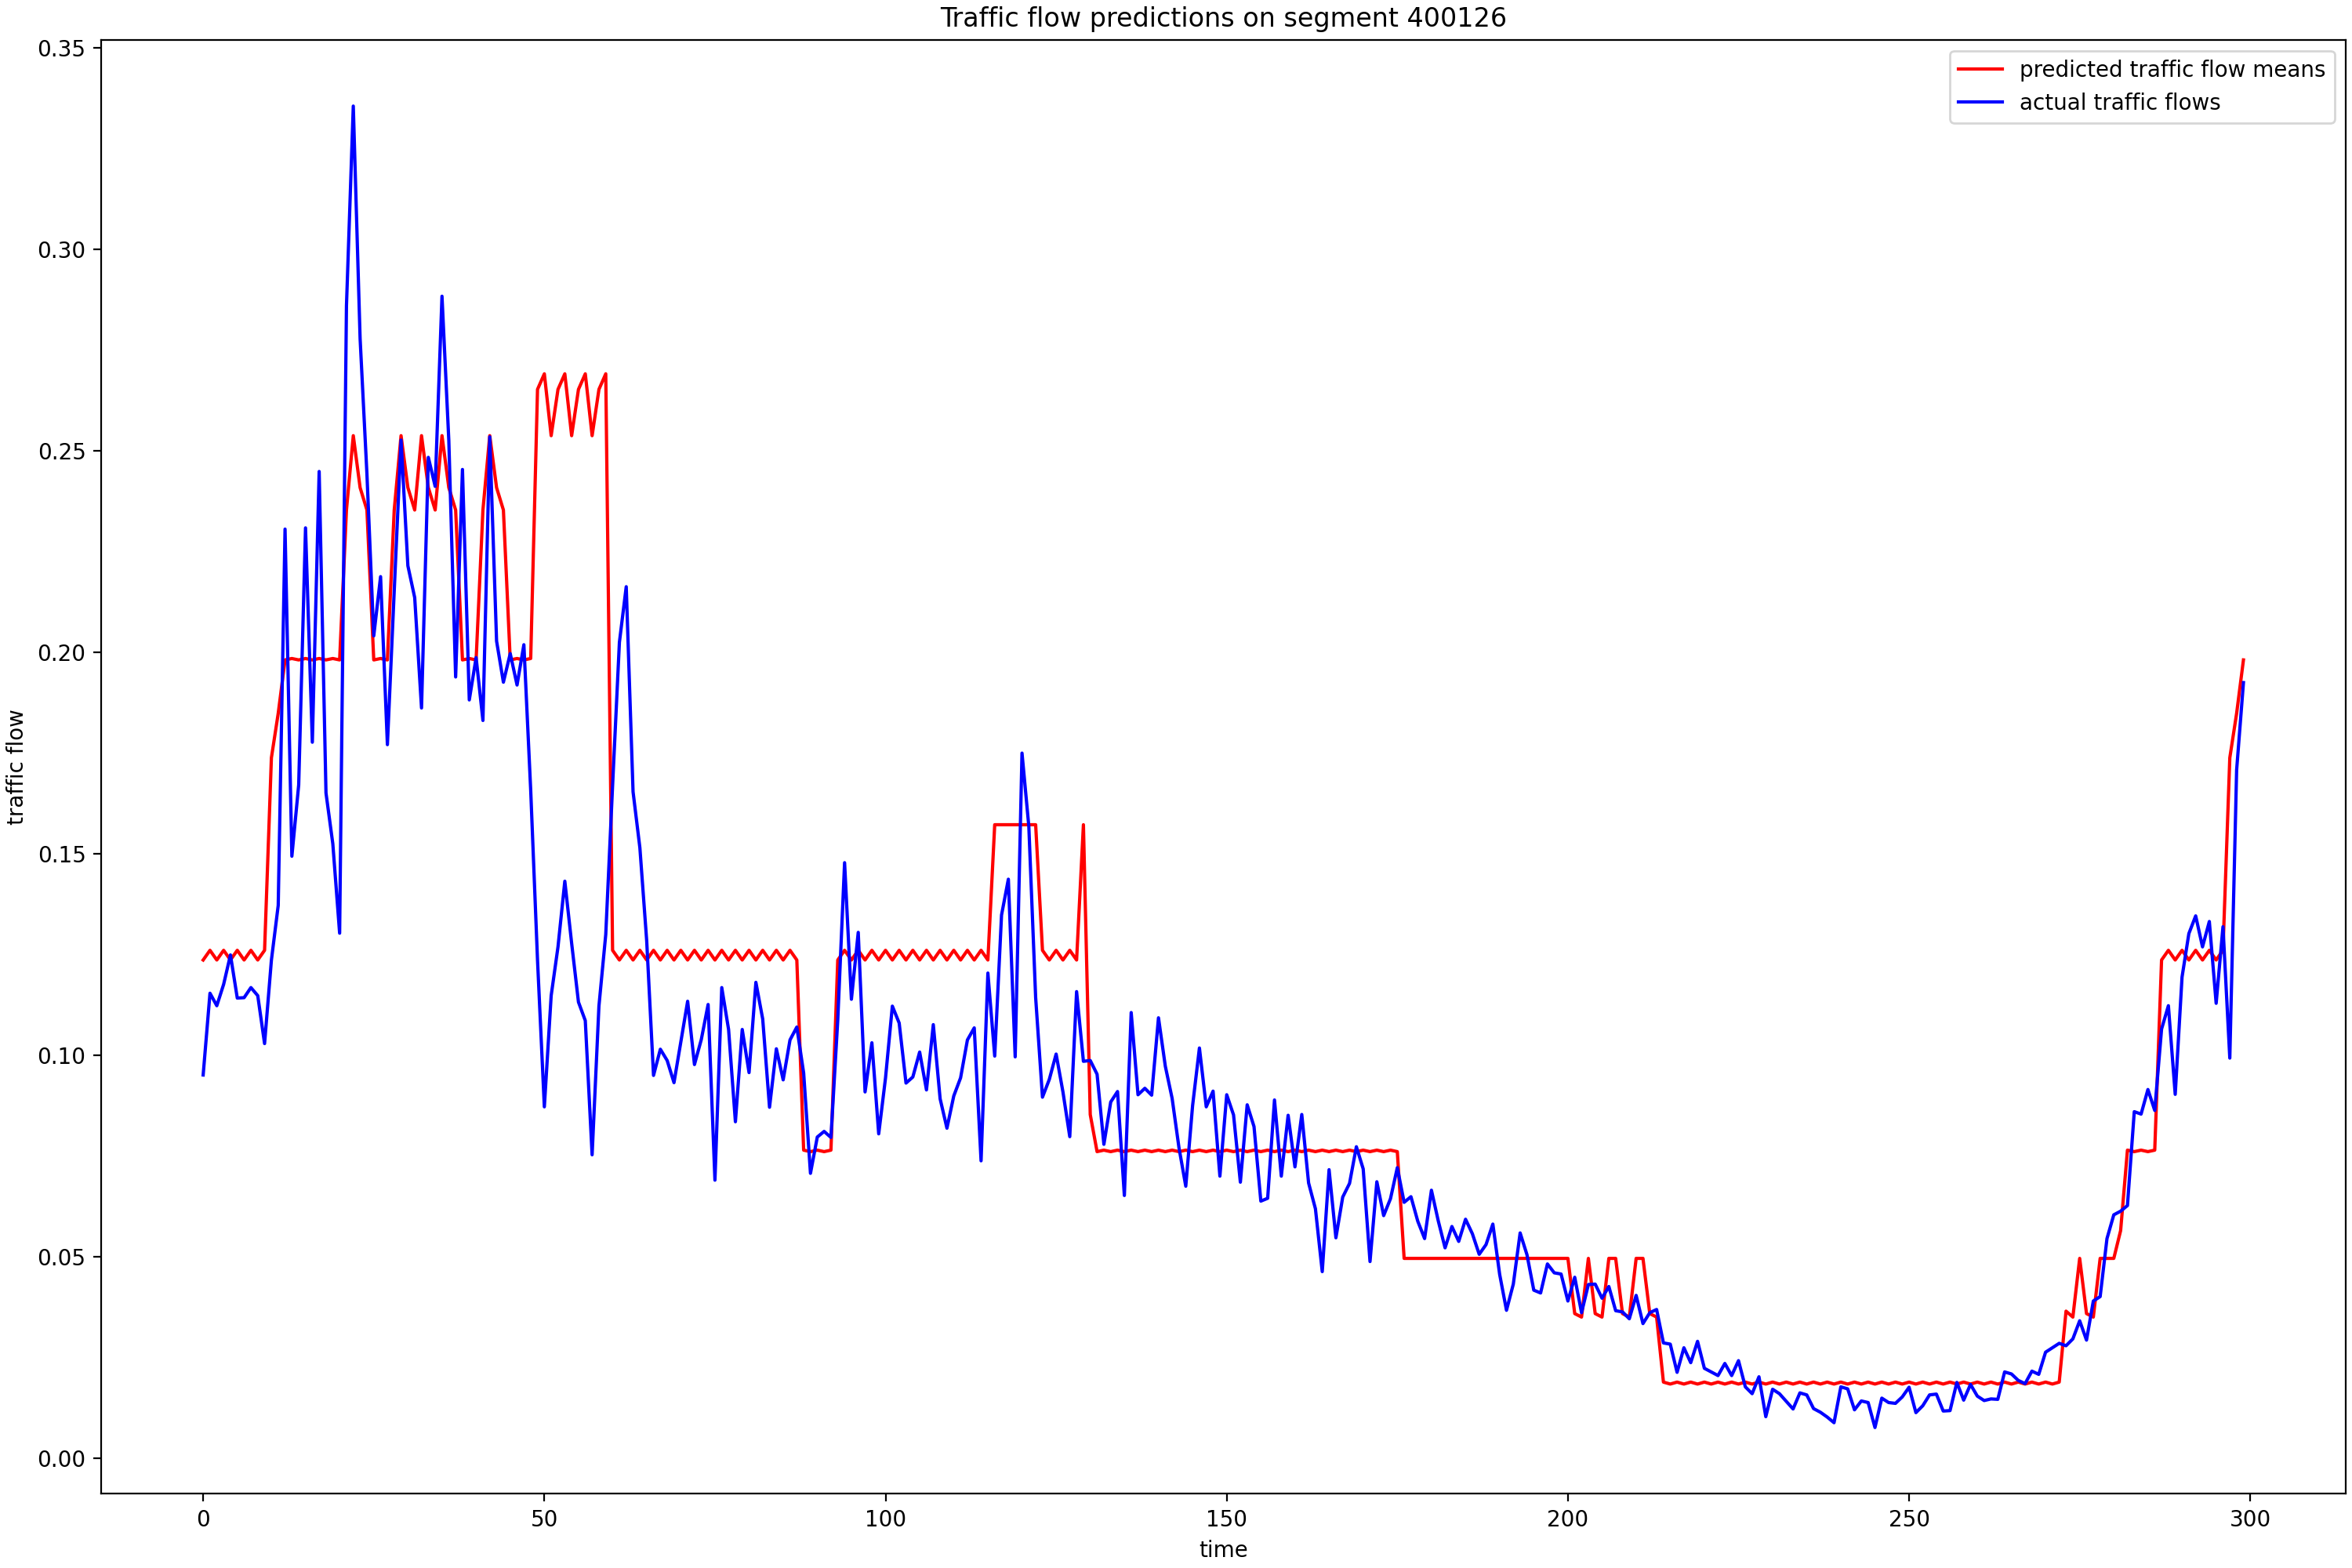 Traffic flow predictions on segment 400126
predicted traffic flow means
actual traffic flows
0.35
0.30
0.25
0.20
0.15
0.10
0.05
0.00
traffic flow
0 50 100 150 200 250 300
time